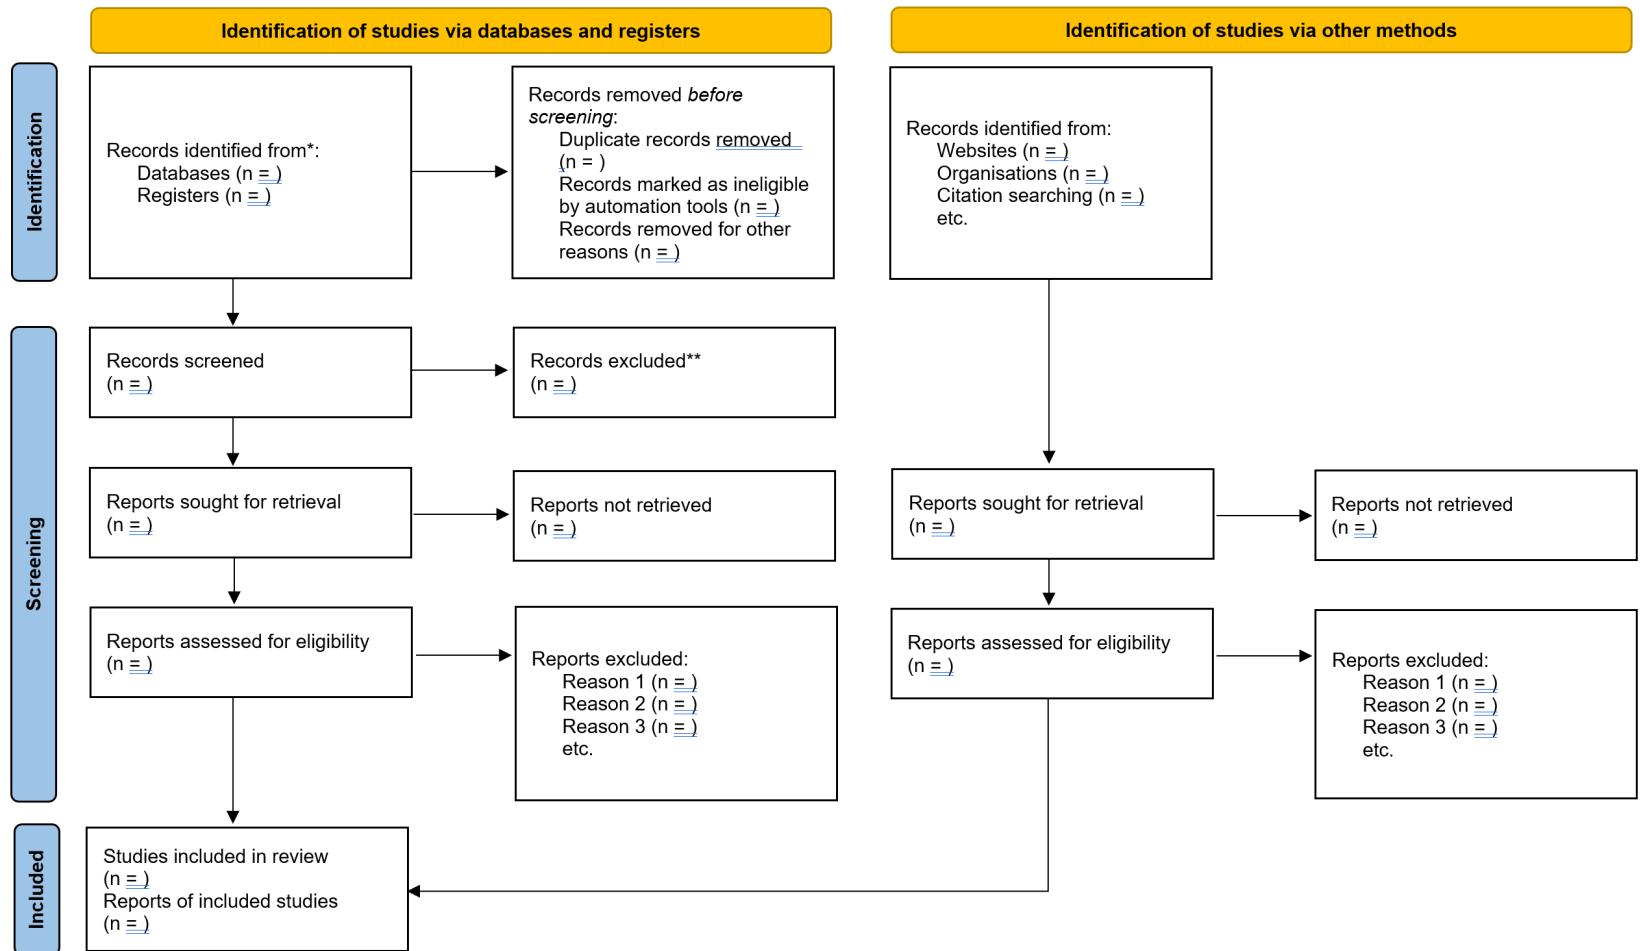 Identification of studies via databases and registers
Identification of studies via other methods
Identification
Records identified from*:
Databases (n = )
Registers (n = )
Records removed before
screening:
Duplicate records removed
(n = )
Records marked as ineligible
by automation tools (n = )
Records removed for other
reasons (n = )
Records identified from:
Websites (n = )
Organisations (n = )
Citation searching (n = )
etc.
Screening
Records screened
(n = )
Records excluded**
(n = )
Reports sought for retrieval
(n = )
Reports not retrieved
(n = )
Reports sought for retrieval
(n = )
Reports not retrieved
(n = )
Reports assessed for eligibility
(n = )
Reports excluded:
Reason 1 (n = )
Reason 2 (n = )
Reason 3 (n = )
etc.
Reports assessed for eligibility
(n = )
Reports excluded:
Reason 1 (n = )
Reason 2 (n = )
Reason 3 (n = )
etc.
Included
Studies included in review
(n = )
Reports of included studies
(n = )